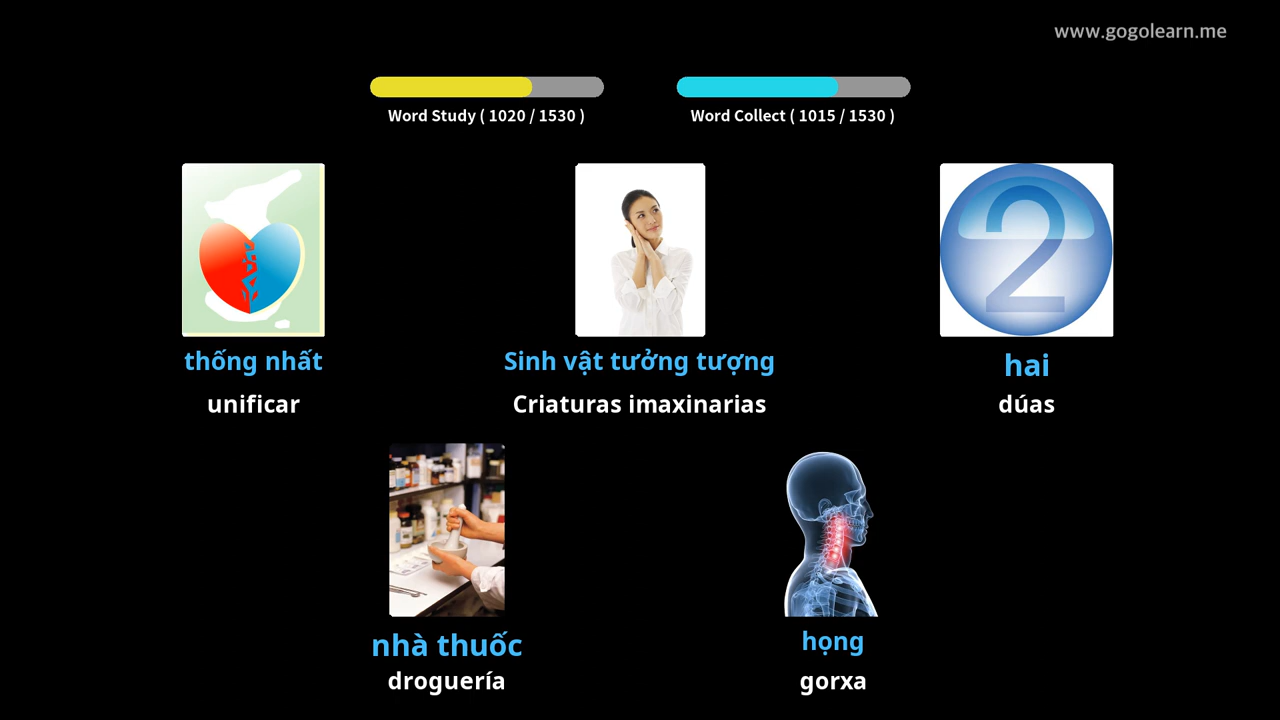 www.gogolearn.me
Word Study ( 1020 / 1530 )
Word Collect ( 1015 / 1530 )
2
thống nhất
Sinh vật tưởng tượng
hai
unificar
Criaturas imaxinarias
dúas
nhà thuốc
họng
droguería
gorxa